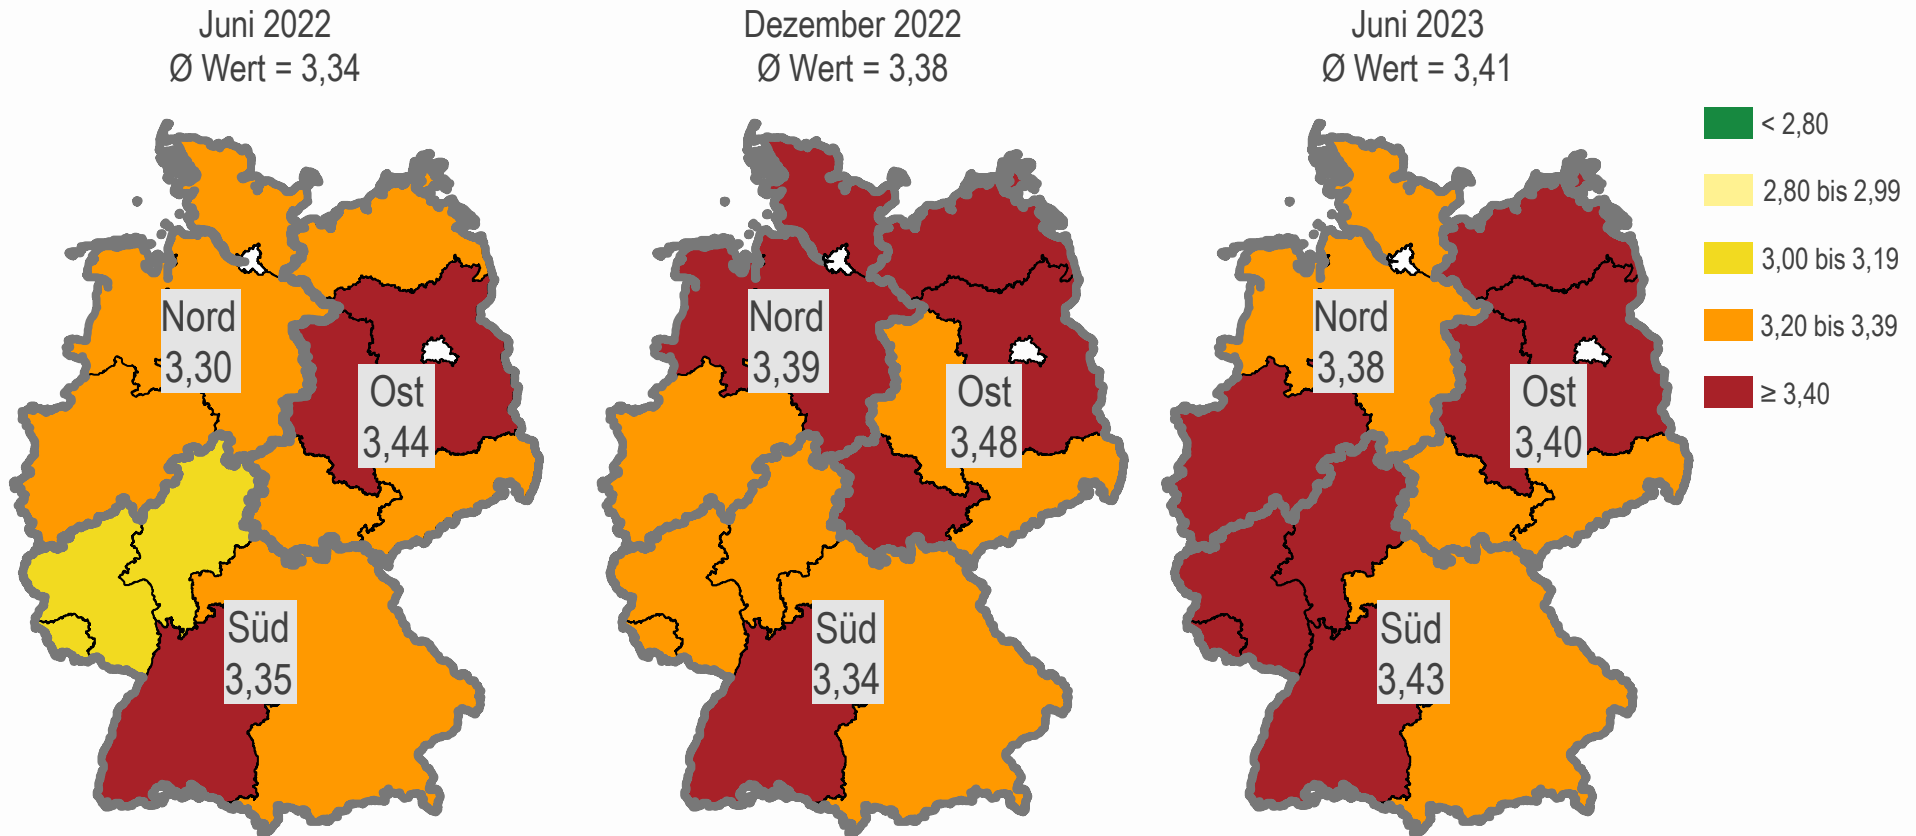 Juni 2022
Ø Wert = 3,34
Dezember 2022
Ø Wert = 3,38
Juni 2023
Ø Wert = 3,41
Nord
3,30
Ost
3,44
Süd
3,35
Nord
3,39
Ost
3,48
Süd
3,34
Nord
3,38
Ost
3,40
Süd
3,43
< 2,80
2,80 bis 2,99
3,00 bis 3,19
3,20 bis 3,39
≥ 3,40